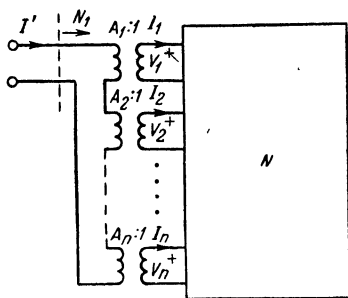 I' N₁ A₁:1 I₁
V₁ +
A₂:1 I₂
V₂ +
N
Aₙ:1 Iₙ
Vₙ +